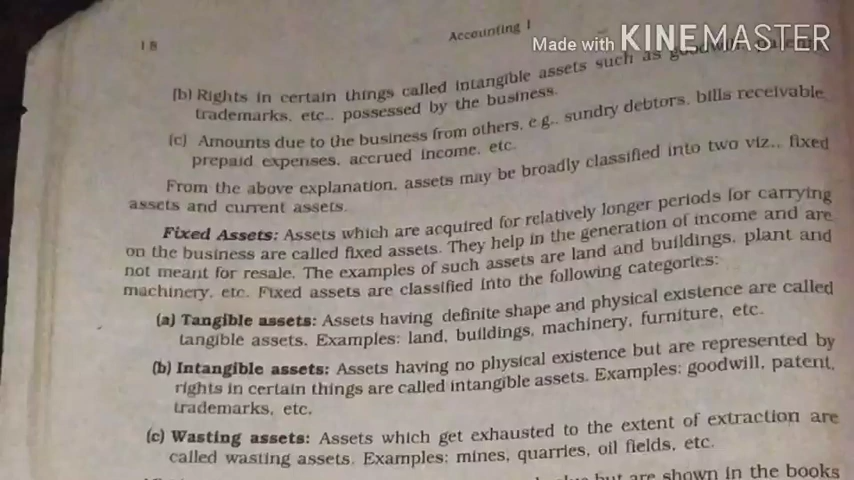 18
Accounting I
Made with KINEMASTER
(b) Rights in certain things called intangible assets such as goodwill, patent,
trademarks, etc., possessed by the business.
(c) Amounts due to the business from others, e.g., sundry debtors, bills receivable,
prepaid expenses, accrued income, etc.
From the above explanation, assets may be broadly classified into two viz., fixed
assets and current assets.
Fixed Assets: Assets which are acquired for relatively longer periods for carrying
on the business are called fixed assets. They help in the generation of income and are
not meant for resale. The examples of such assets are land and buildings, plant and
machinery, etc. Fixed assets are classified into the following categories:
(a) Tangible assets: Assets having definite shape and physical existence are called
tangible assets. Examples: land, buildings, machinery, furniture, etc.
(b) Intangible assets: Assets having no physical existence but are represented by
rights in certain things are called intangible assets. Examples: goodwill, patent,
trademarks, etc.
(c) Wasting assets: Assets which get exhausted to the extent of extraction are
called wasting assets. Examples: mines, quarries, oil fields, etc.
but are shown in the books